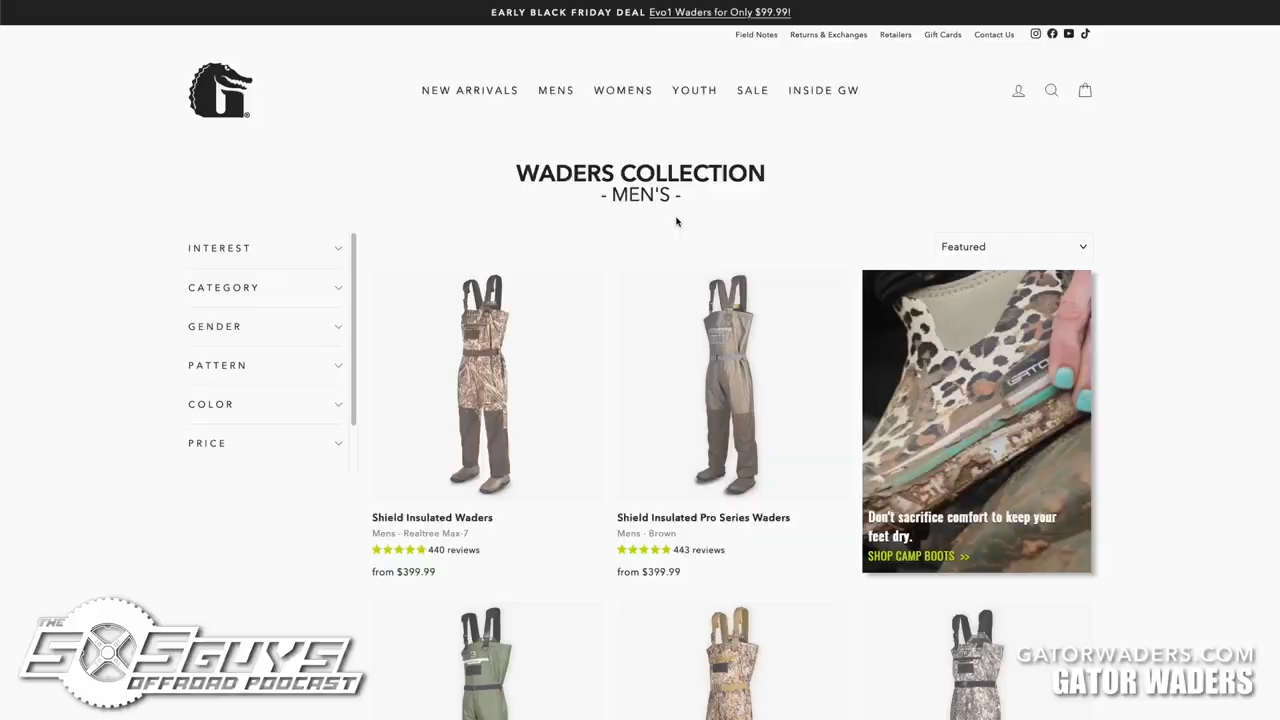 EARLY BLACK FRIDAY DEAL Evo1 Waders for Only $99.99!
Field Notes Returns & Exchanges Retailers Gift Cards Contact Us
NEW ARRIVALS MENS WOMENS YOUTH SALE INSIDE GW
WADERS COLLECTION
- MEN'S -
Featured
INTEREST
CATEGORY
GENDER
PATTERN
COLOR
PRICE
Shield Insulated Waders
Mens - Realtree Max-7
440 reviews
from $399.99
Shield Insulated Pro Series Waders
Mens - Brown
443 reviews
from $399.99
GATO
Don't sacrifice comfort to keep your
feet dry.
SHOP CAMP BOOTS >>
THE
SXSGUYS
OFFROAD PODCAST
GATORWADERS.COM
GATOR WADERS